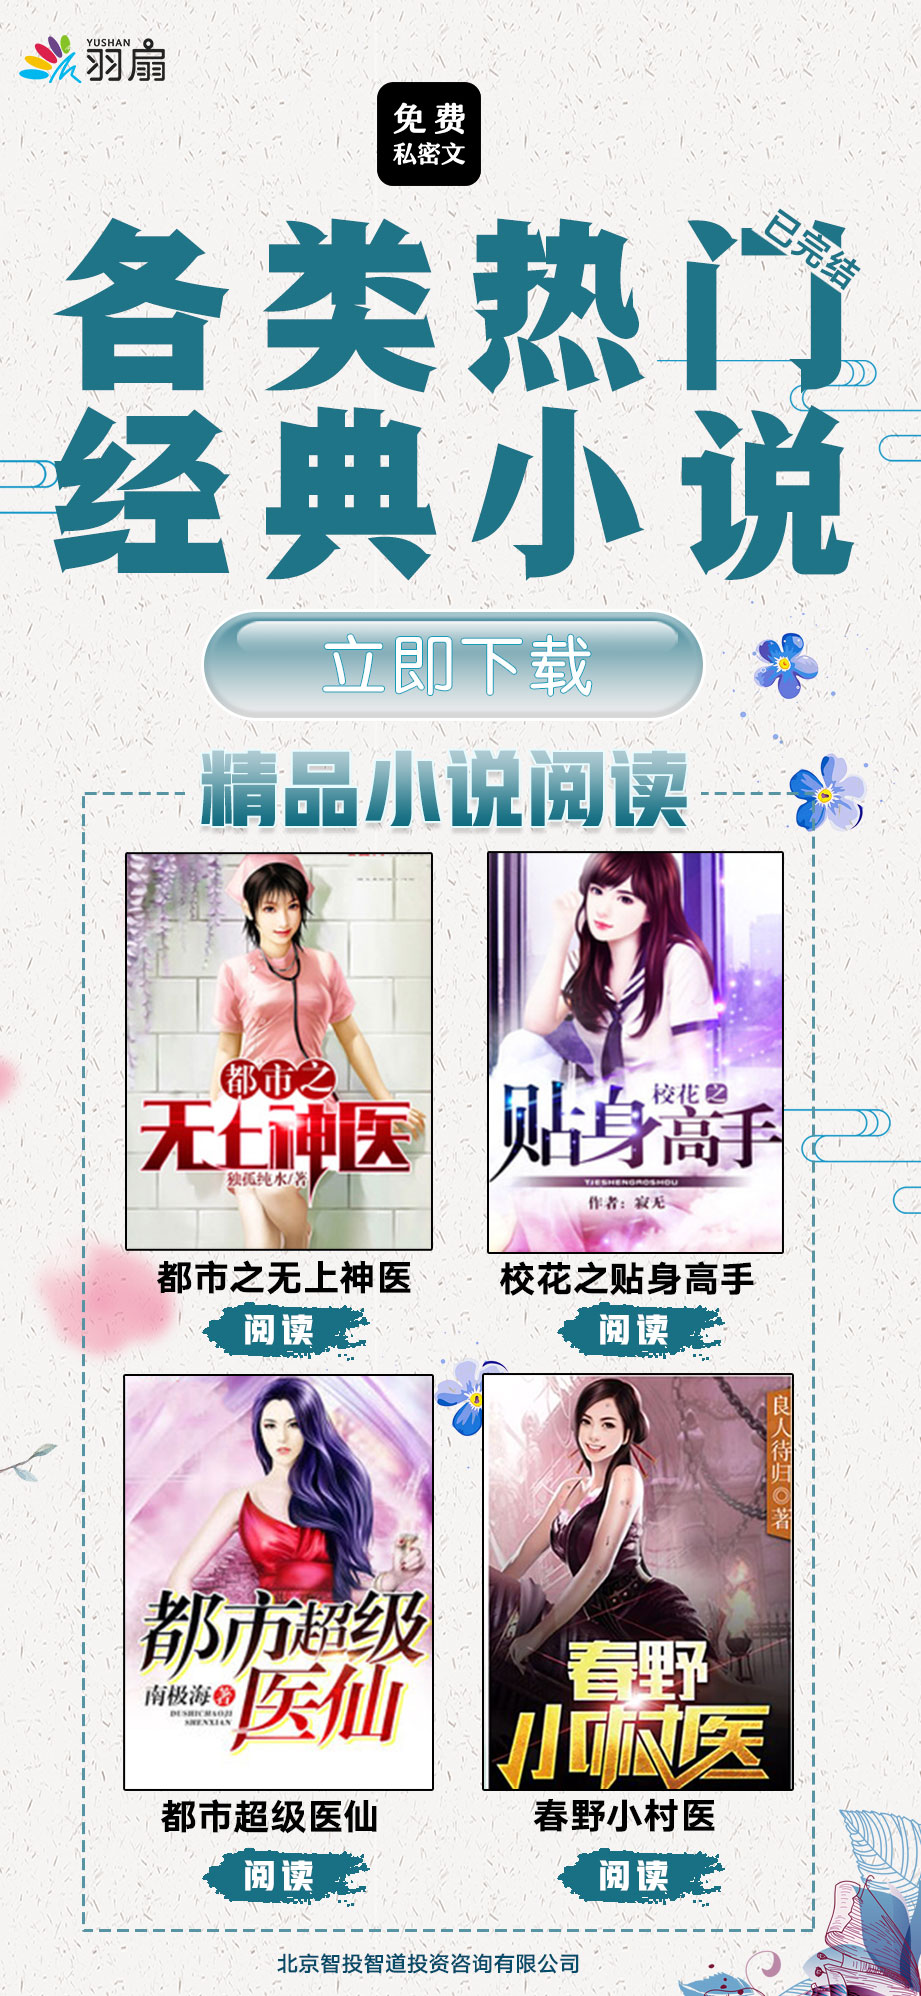 YUSHAN
羽扇
免费
私密文
各类热门
已完结
经典小说
立即下载
精品小说阅读
都市之
无上神医
独孤纯水/著
校花之
贴身高手
TIESHENGAOSHOU
作者：寂无
都市之无上神医
校花之贴身高手
阅读
阅读
都市超级
医仙
南极海 著
DUSHICHAOJI
SHENXIAN
良人待归◎著
春野
小村医
都市超级医仙
春野小村医
阅读
阅读
北京智投智道投资咨询有限公司